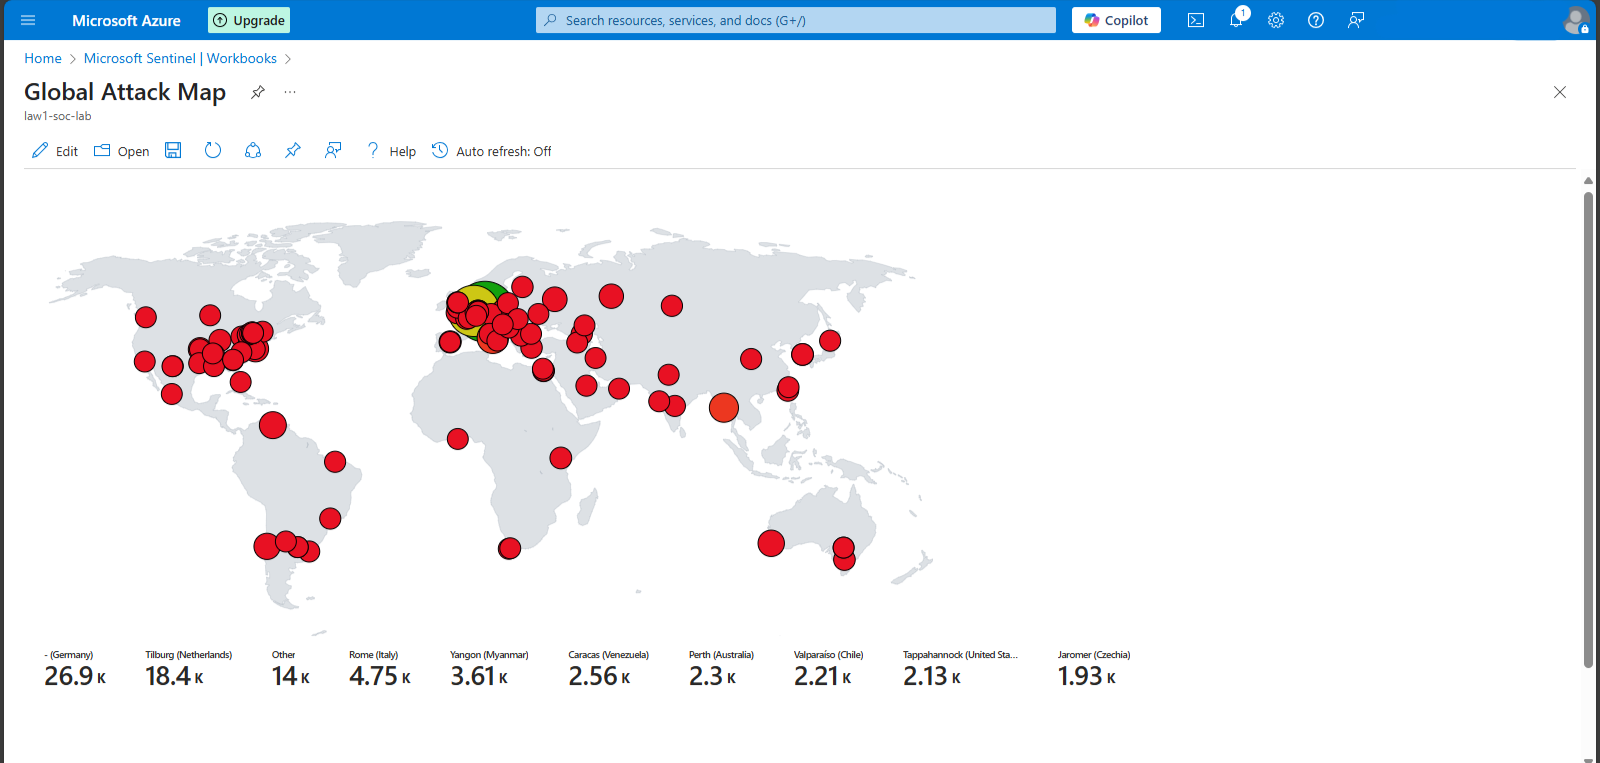 Microsoft Azure
Upgrade
Search resources, services, and docs (G+/)
Copilot
1
Home > Microsoft Sentinel | Workbooks >
Global Attack Map
law1-soc-lab
Edit
Open
Help
Auto refresh: Off
- (Germany)
26.9 K
Tilburg (Netherlands)
18.4 K
Other
14 K
Rome (Italy)
4.75 K
Yangon (Myanmar)
3.61 K
Caracas (Venezuela)
2.56 K
Perth (Australia)
2.3 K
Valparaíso (Chile)
2.21 K
Tappahannock (United Sta...
2.13 K
Jaromer (Czechia)
1.93 K